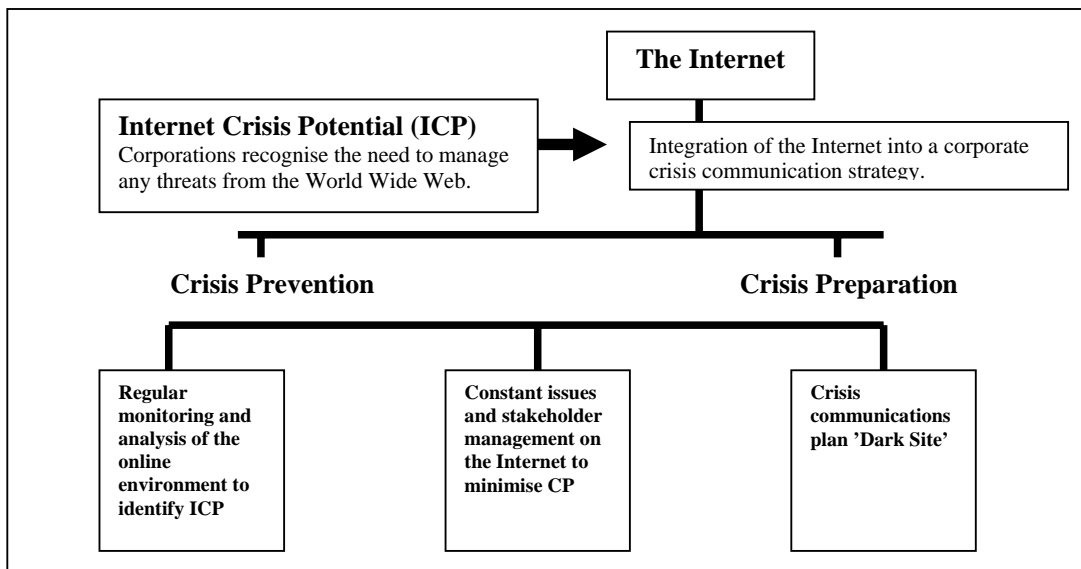 The Internet
Internet Crisis Potential (ICP)
Corporations recognise the need to manage
any threats from the World Wide Web.
Integration of the Internet into a corporate
crisis communication strategy.
Crisis Prevention
Crisis Preparation
Regular
monitoring and
analysis of the
online
environment to
identify ICP
Constant issues
and stakeholder
management on
the Internet to
minimise CP
Crisis
communications
plan ’Dark Site’